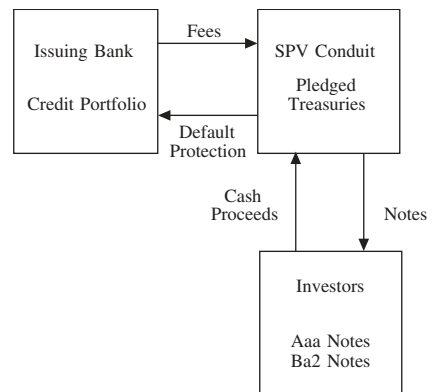 Issuing Bank
Credit Portfolio
Fees
Default
Protection
SPV Conduit
Pledged
Treasuries
Cash
Proceeds
Notes
Investors
Aaa Notes
Ba2 Notes